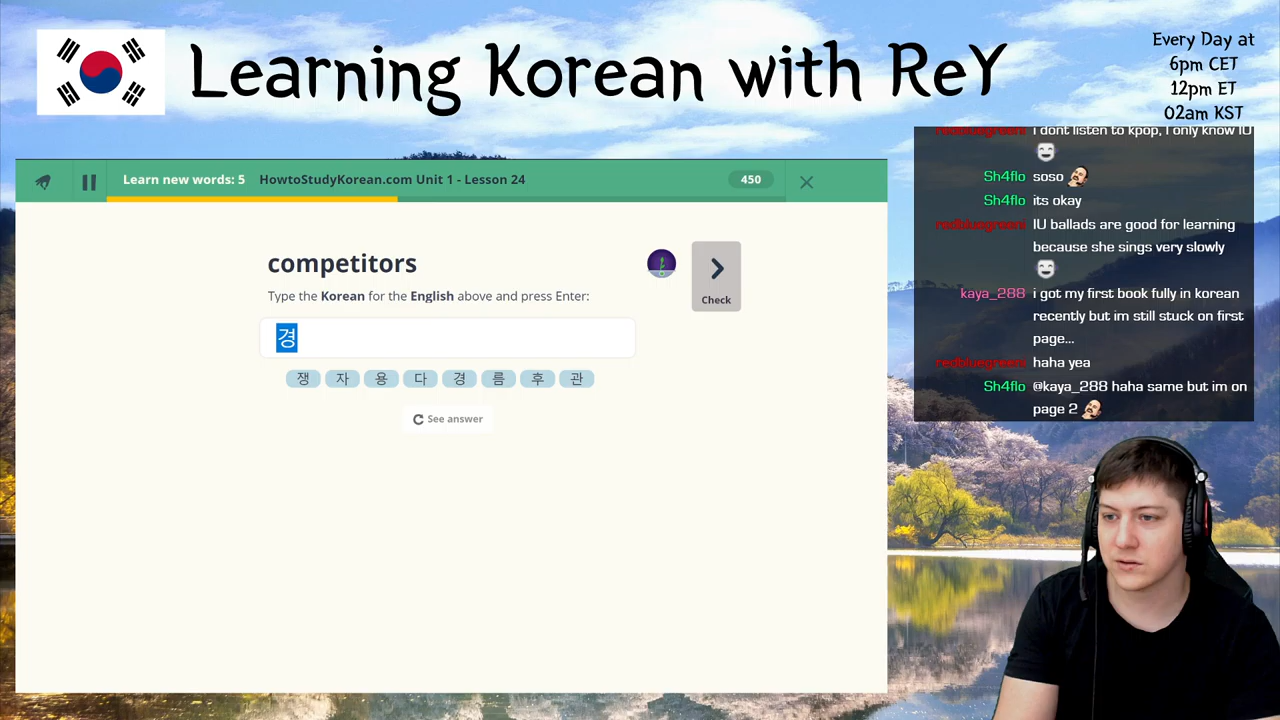 Learning Korean with ReY
Every Day at
6pm CET
12pm ET
02am KST
Learn new words: 5 HowtoStudyKorean.com Unit 1 - Lesson 24 450
competitors
Type the Korean for the English above and press Enter:
Check
경
쟁 자 용 다 경 름 후 관
See answer
i dont listen to kpop, I only know IU
Sh4flo soso
Sh4flo its okay
IU ballads are good for learning
because she sings very slowly
kaya_288 i got my first book fully in korean
recently but im still stuck on first
page...
haha yea
Sh4flo @kaya_288 haha same but im on
page 2